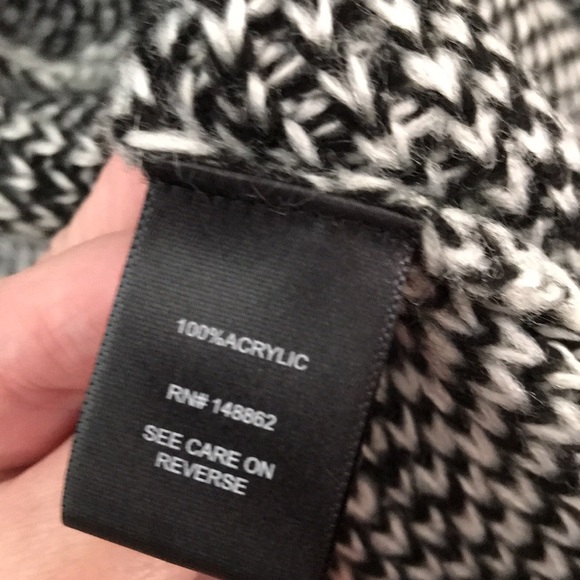 100%ACRYLIC
RN# 148862
SEE CARE ON
REVERSE